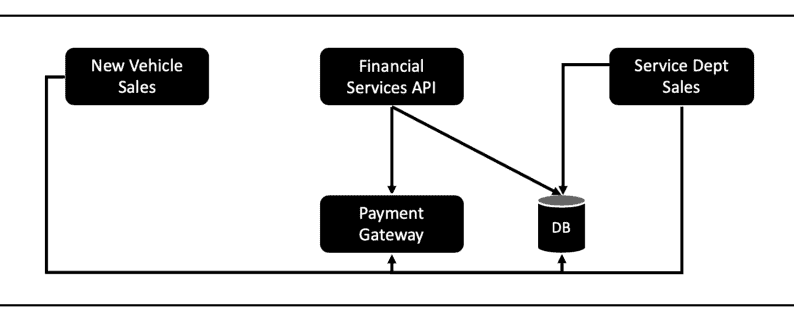 New Vehicle
Sales
Financial
Services API
Service Dept
Sales
Payment
Gateway
DB